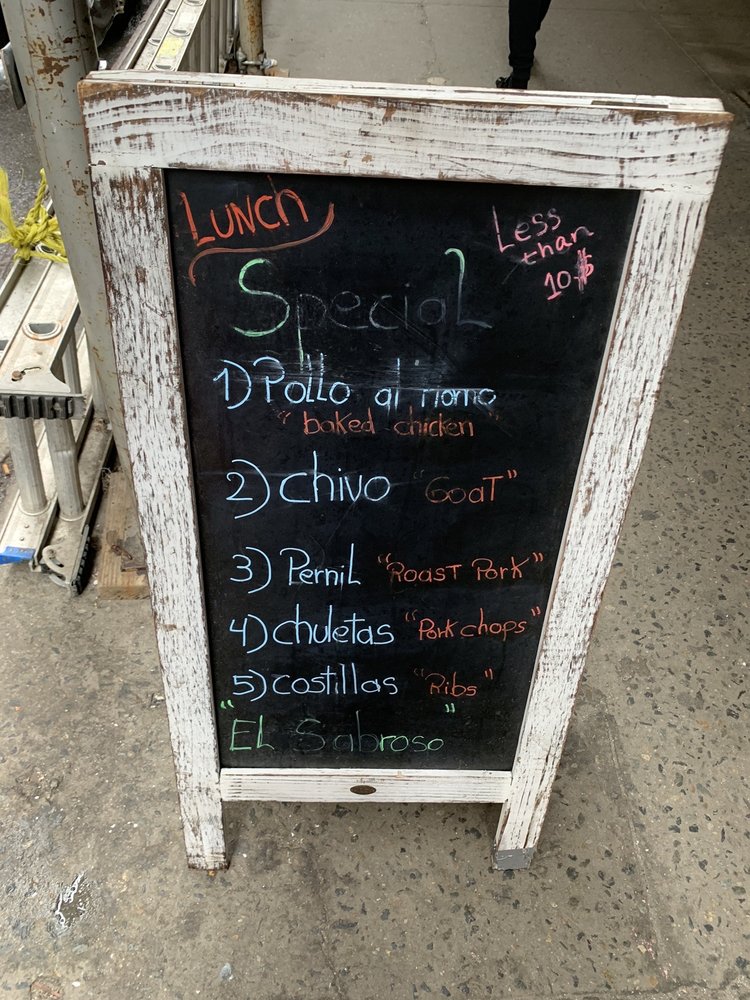 Lunch
Less
than
10$
Special
1) Pollo al Horno
"baked chicken"
2) chivo "Goat"
3) Pernil "Roast Pork"
4) chuletas "Pork chops"
5) costillas "Ribs"
"El Sabroso"